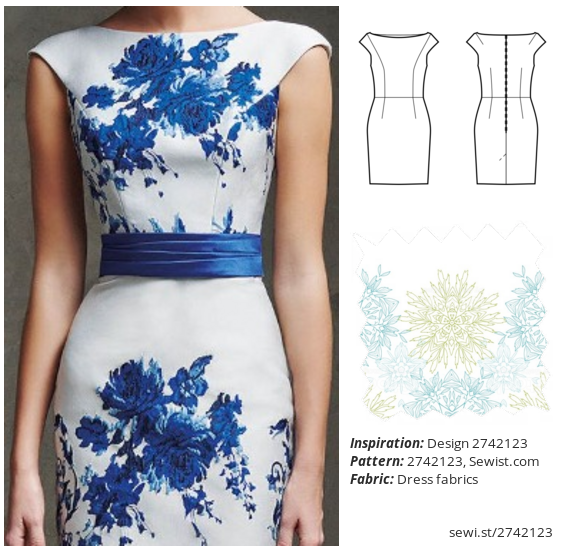 Inspiration: Design 2742123
Pattern: 2742123, Sewist.com
Fabric: Dress fabrics
sewi.st/2742123